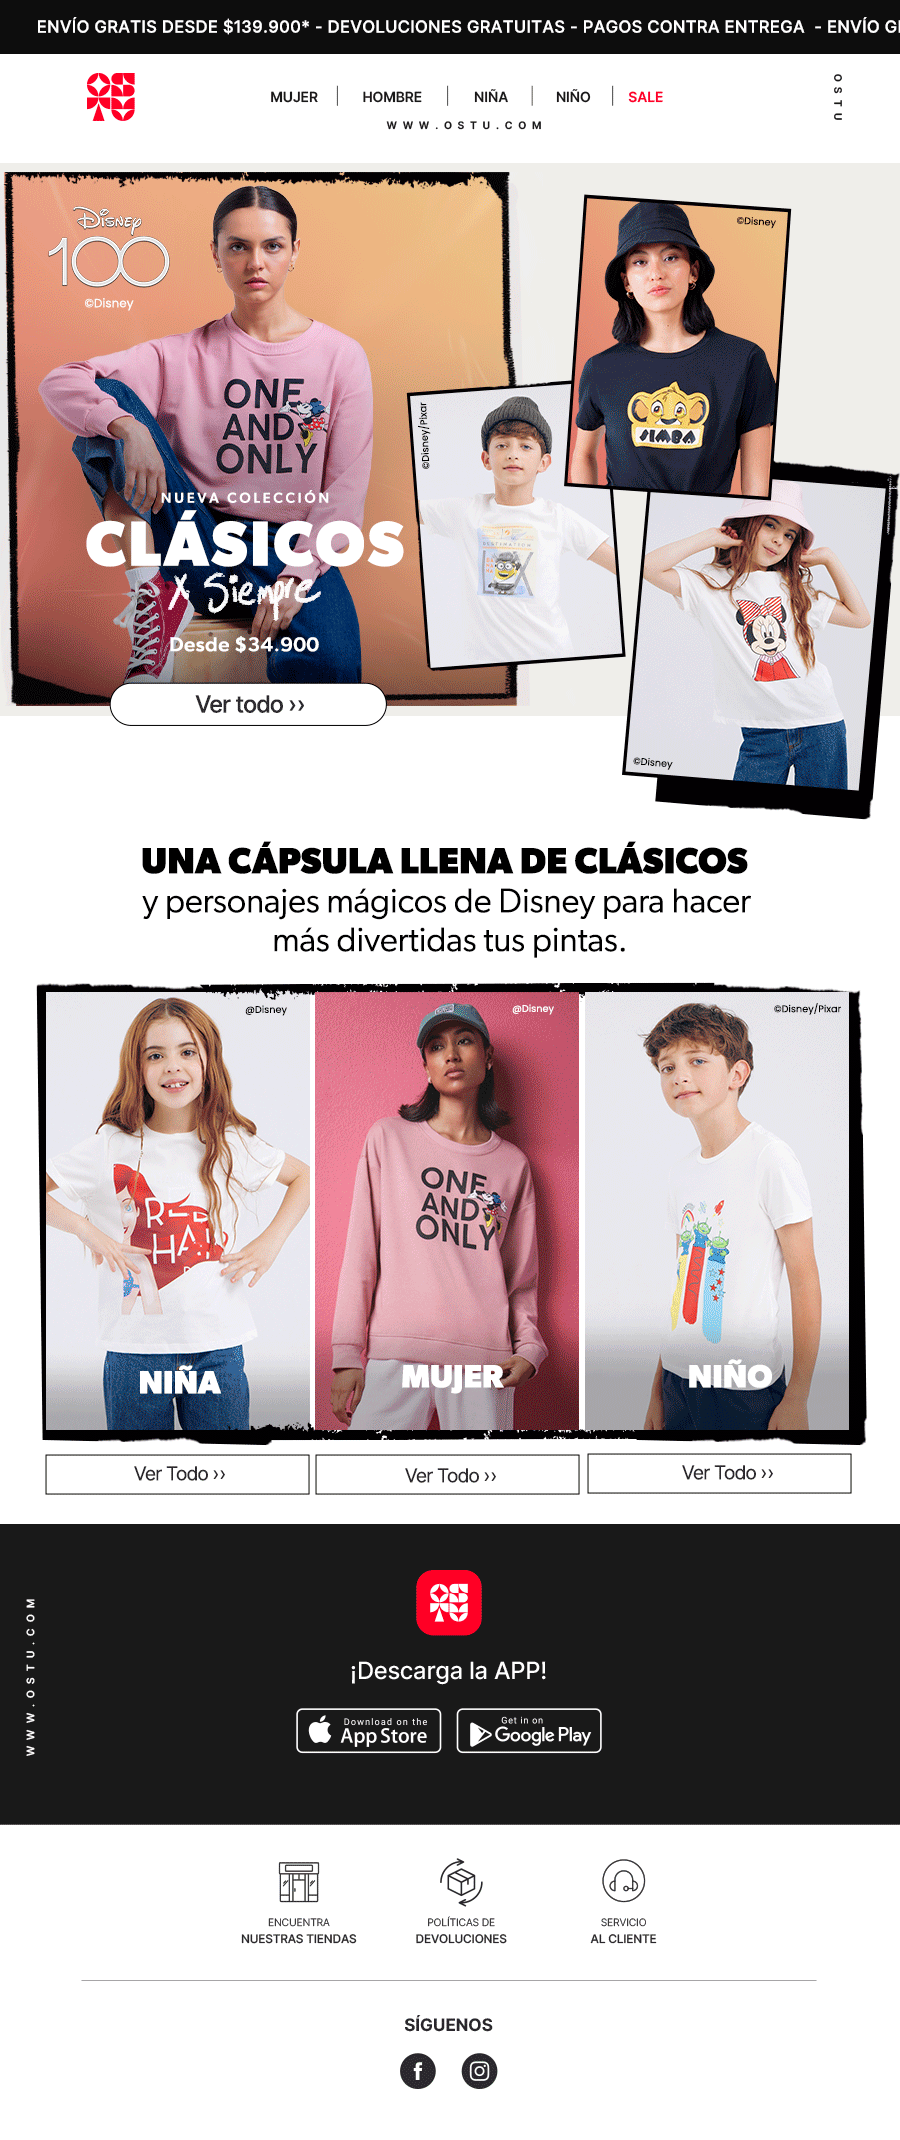 ENVÍO GRATIS DESDE $139.900* - DEVOLUCIONES GRATUITAS - PAGOS CONTRA ENTREGA - ENVÍO
MUJER | HOMBRE | NIÑA | NIÑO | SALE
WWW.OSTU.COM
OSTU
Disney
100
©Disney
©Disney
ONE
AND
ONLY
SIMBA
©Disney/Pixar
NUEVA COLECCIÓN
CLÁSICOS
X Siempre
Desde $34.900
Ver todo ››
©Disney
UNA CÁPSULA LLENA DE CLÁSICOS
y personajes mágicos de Disney para hacer
más divertidas tus pintas.
@Disney
@Disney
©Disney/Pixar
RED
HAI
ONE
AND
ONLY
NIÑA
MUJER
NIÑO
Ver Todo ››
Ver Todo ››
Ver Todo ››
WWW.OSTU.COM
OSTU
¡Descarga la APP!
Download on the
App Store
Get in on
Google Play
ENCUENTRA
NUESTRAS TIENDAS
POLÍTICAS DE
DEVOLUCIONES
SERVICIO
AL CLIENTE
SÍGUENOS